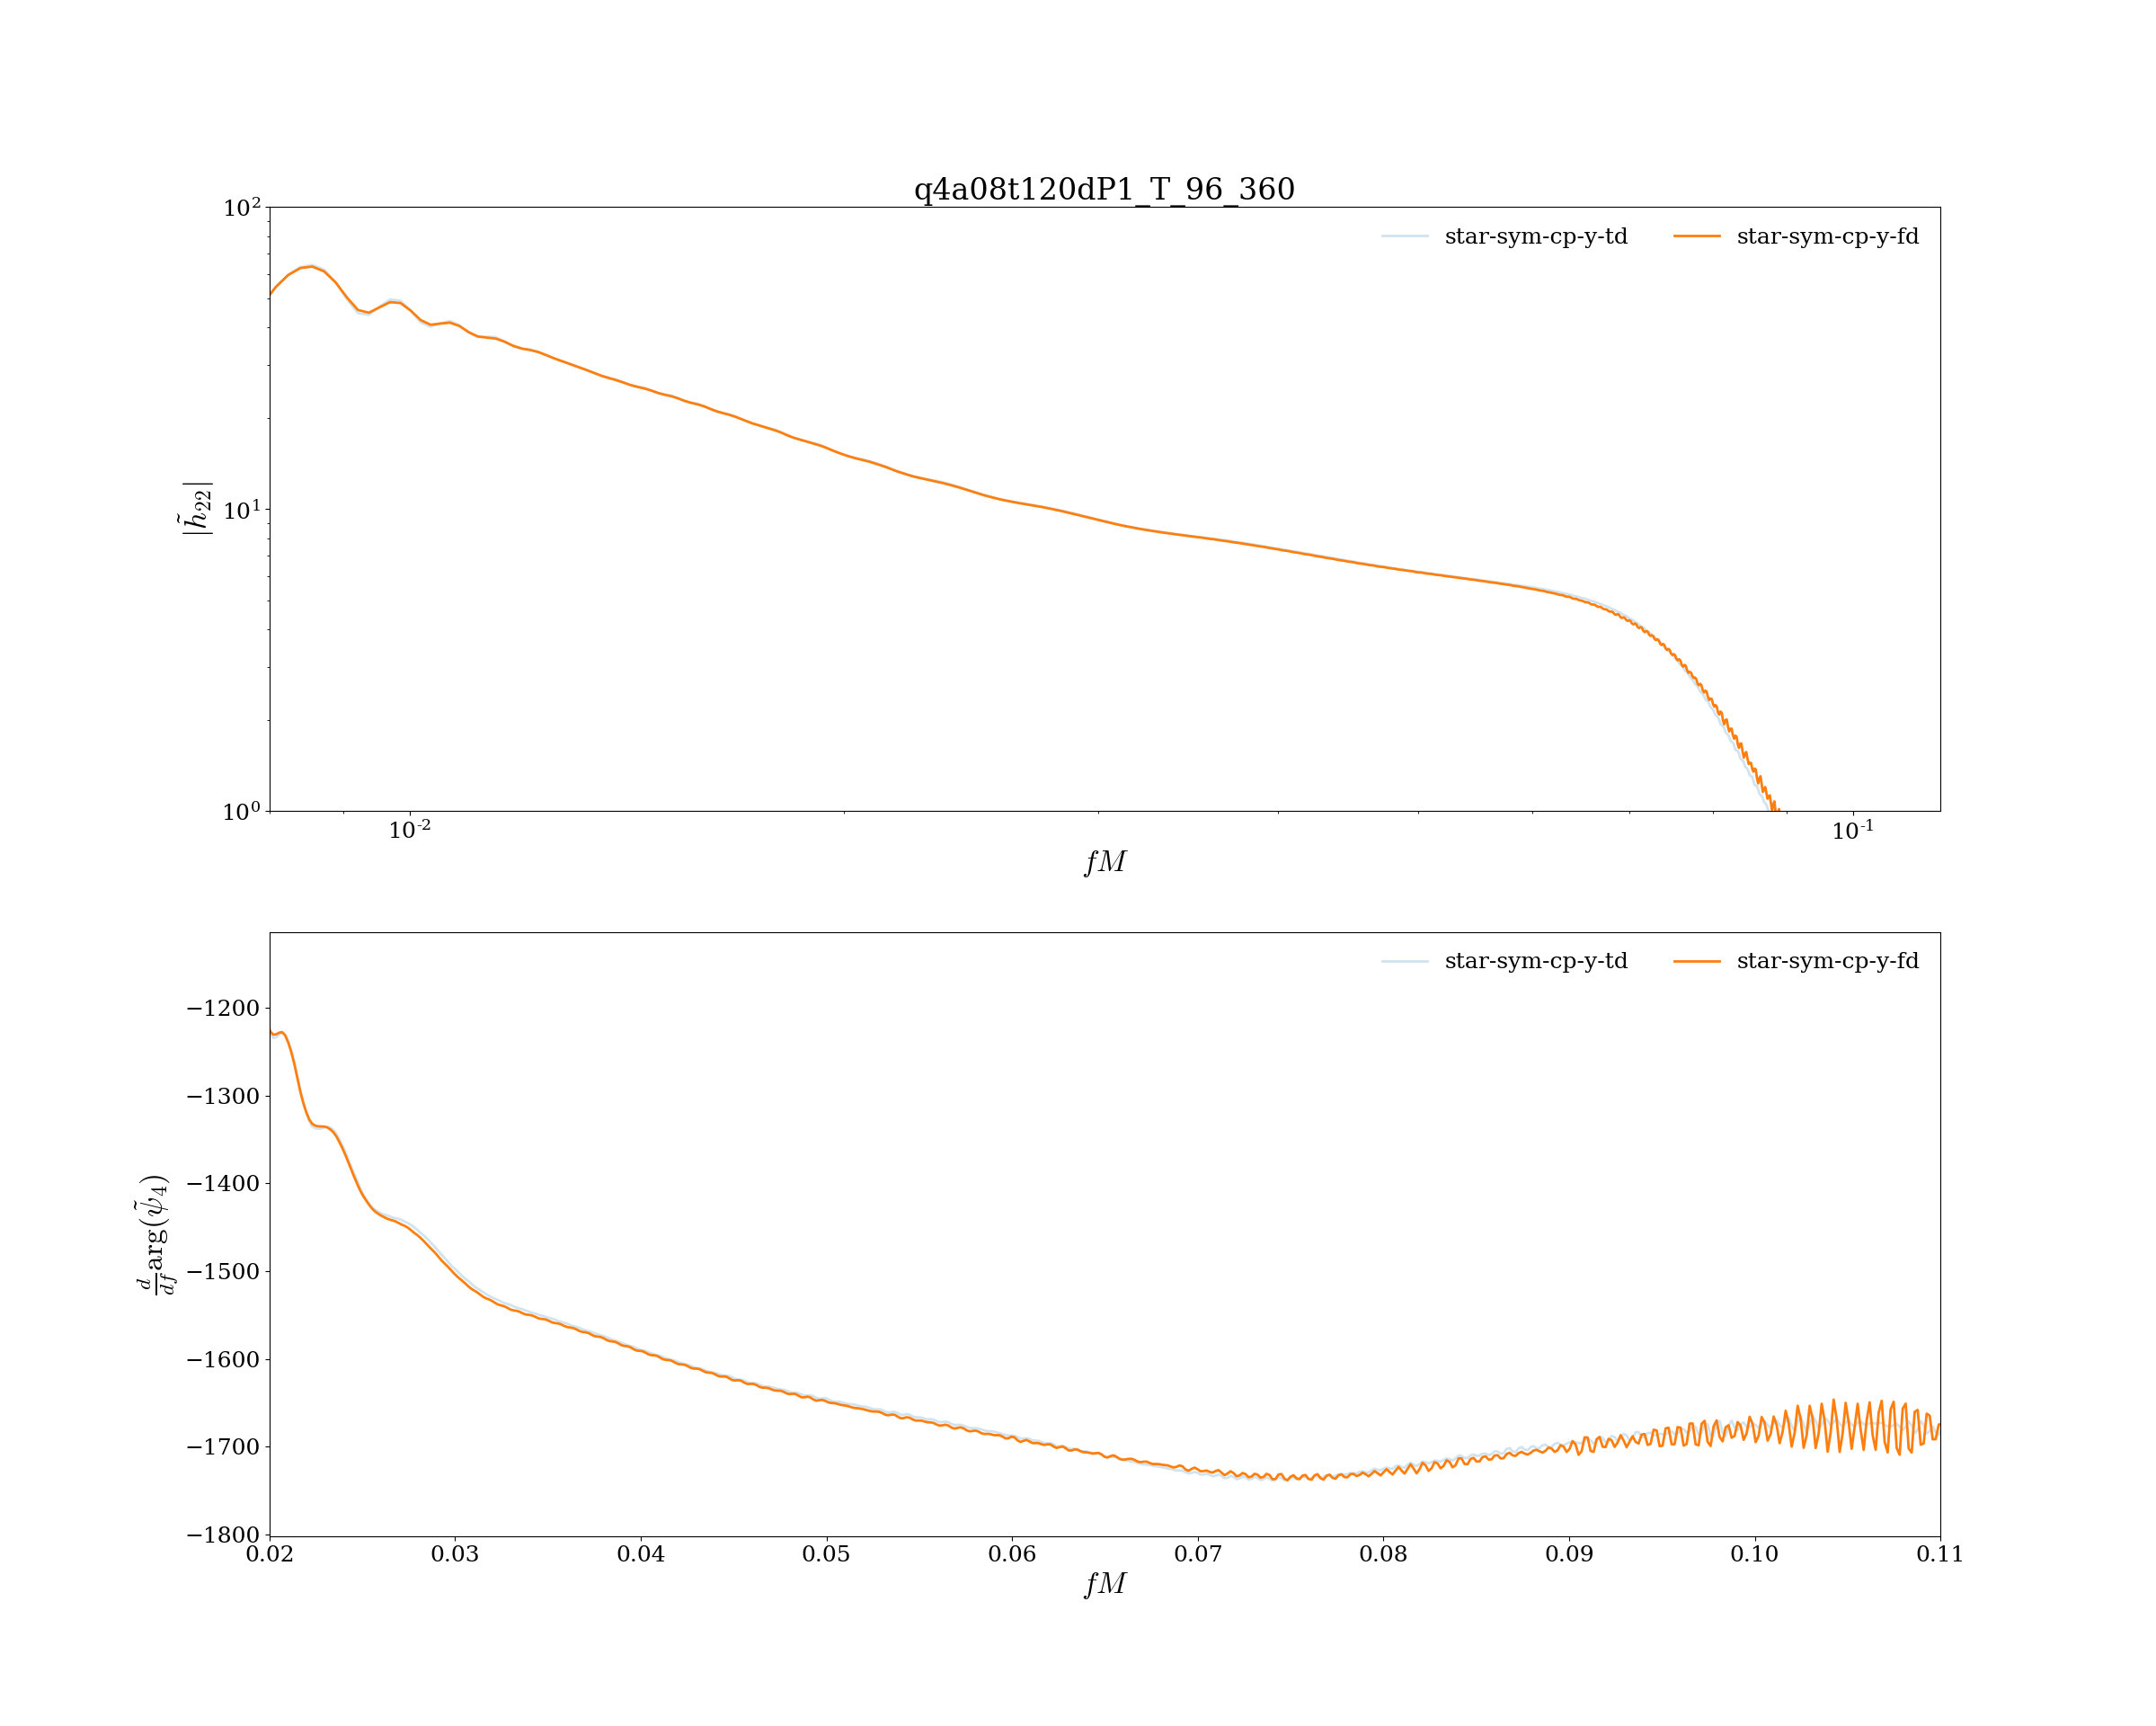 q4a08t120dP1_T_96_360
10²
star-sym-cp-y-td star-sym-cp-y-fd
|h̃₂₂|
10¹
10⁰
10⁻² 10⁻¹
fM
star-sym-cp-y-td star-sym-cp-y-fd
−1200
−1300
−1400
d/df arg(ψ̃₄)
−1500
−1600
−1700
−1800
0.02 0.03 0.04 0.05 0.06 0.07 0.08 0.09 0.10 0.11
fM